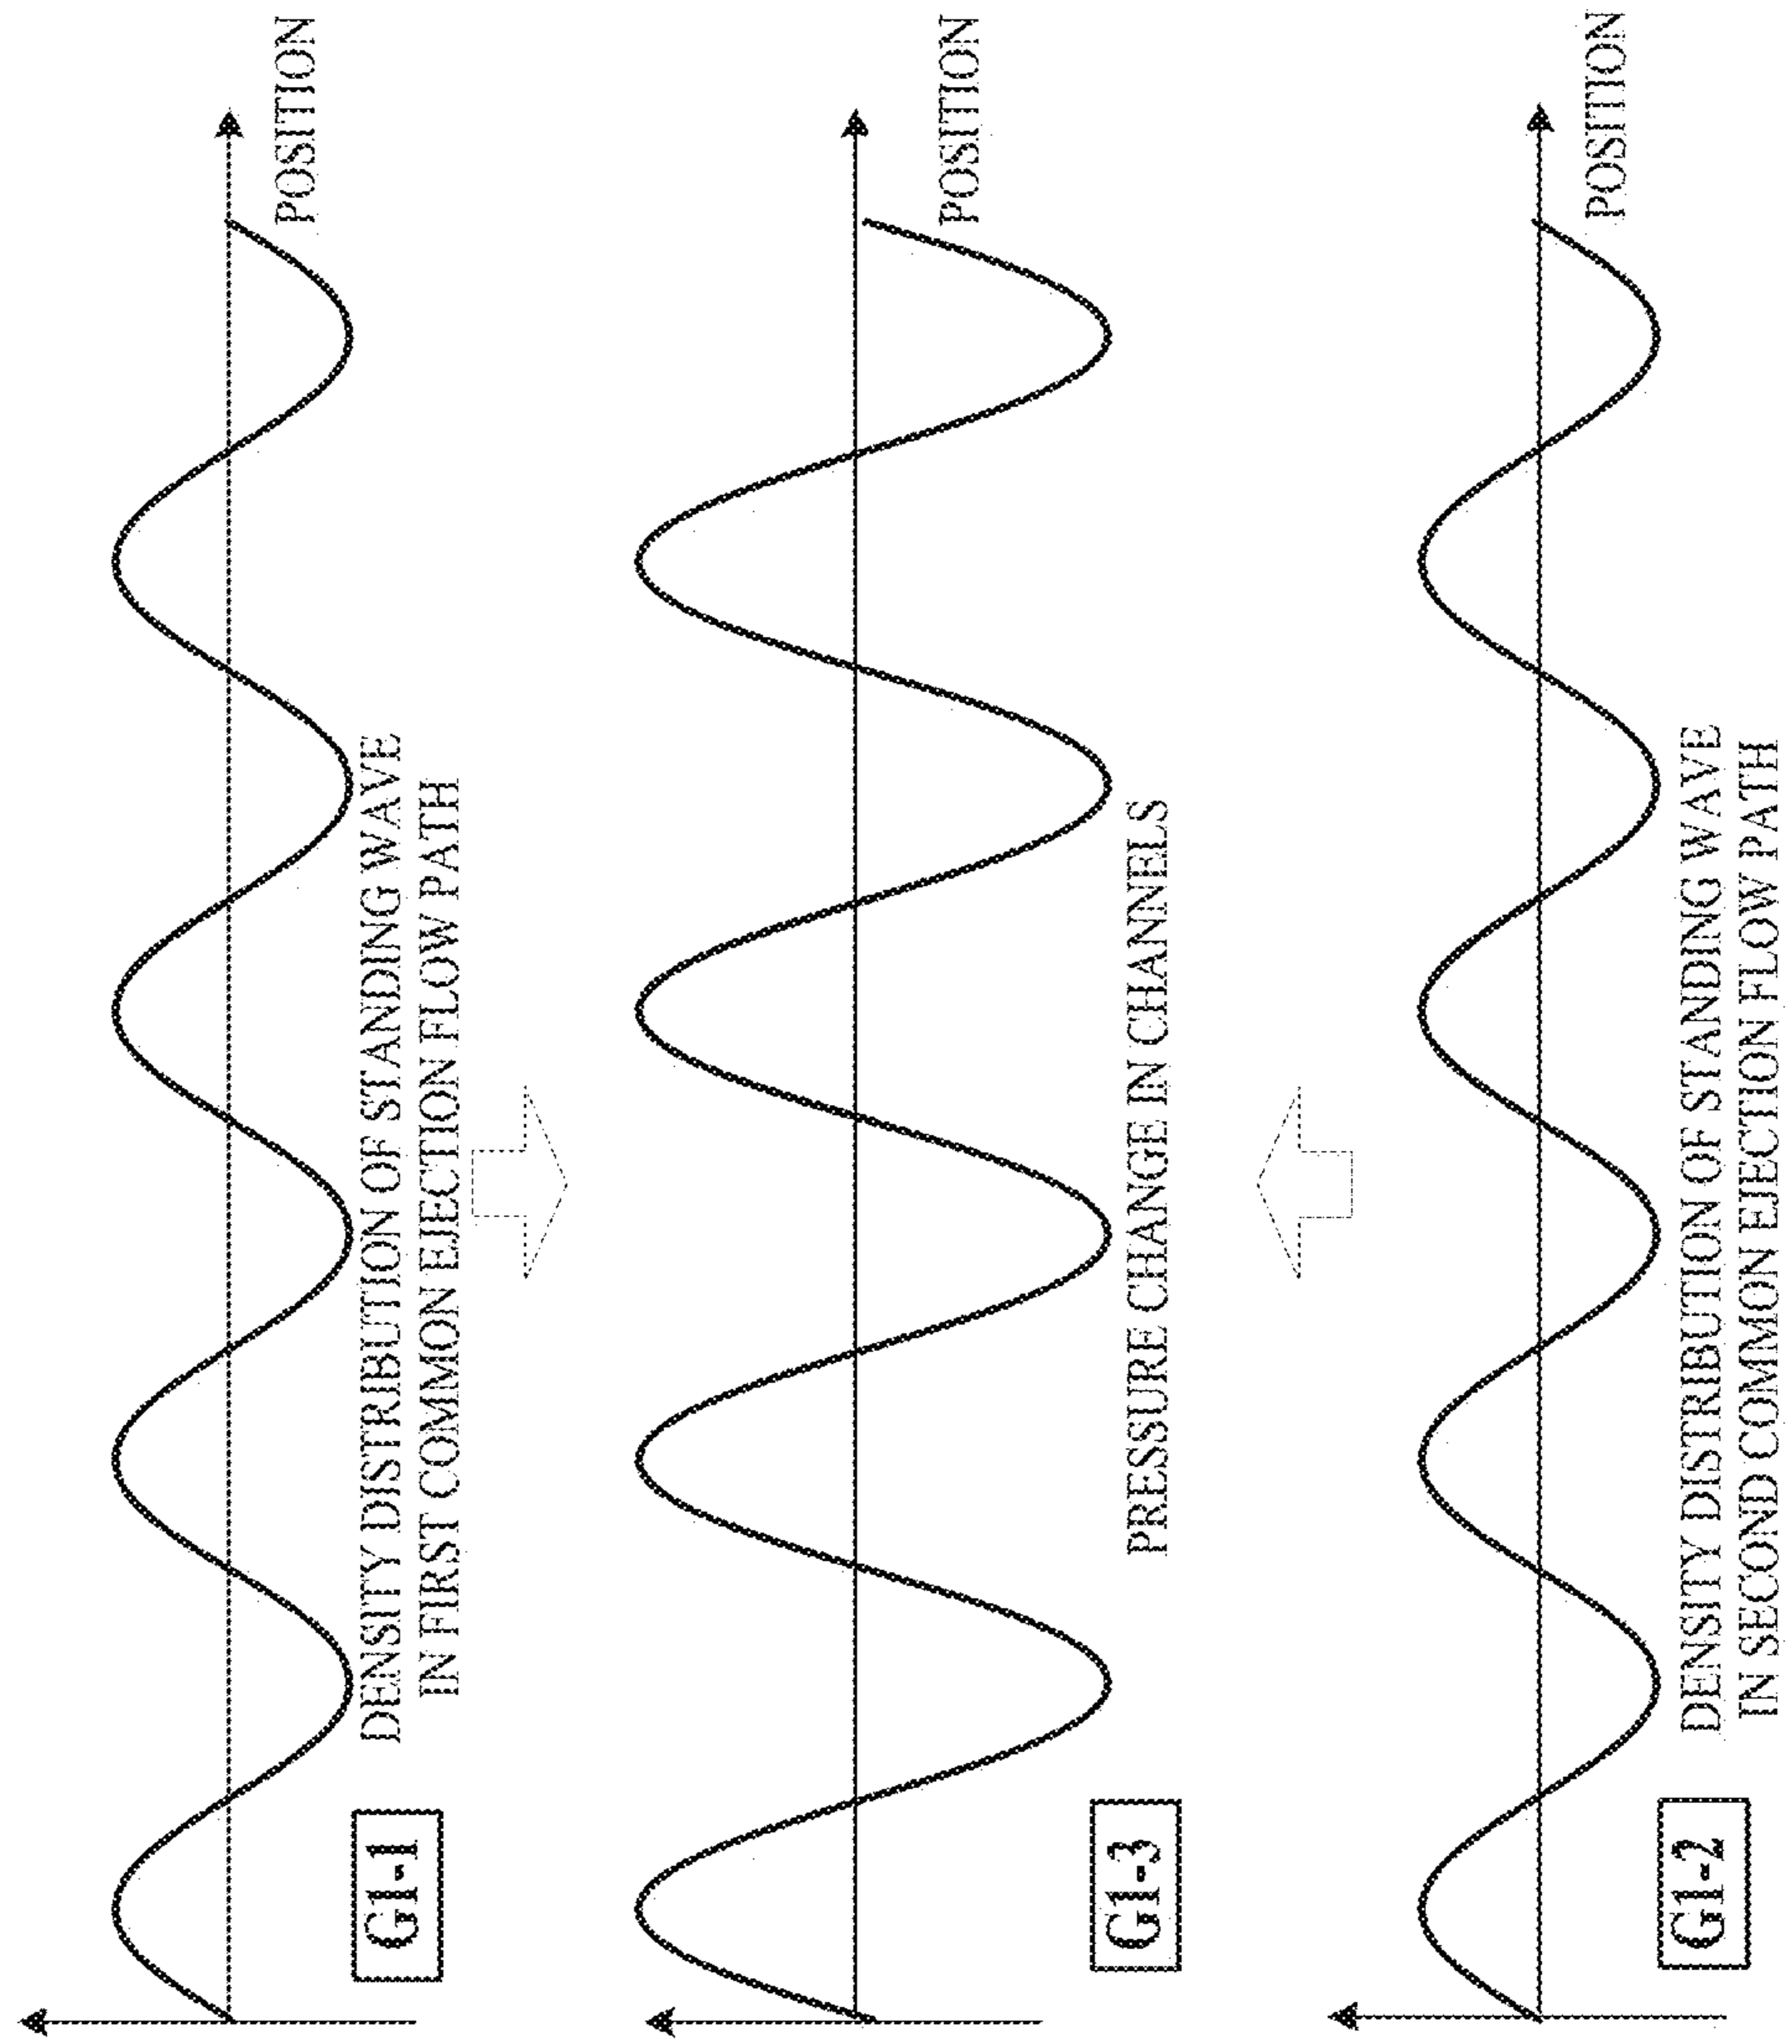 POSITION
DENSITY DISTRIBUTION OF STANDING WAVE
IN FIRST COMMON EJECTION FLOW PATH
G1-1
POSITION
PRESSURE CHANGE IN CHANNELS
G1-3
POSITION
DENSITY DISTRIBUTION OF STANDING WAVE
IN SECOND COMMON EJECTION FLOW PATH
G1-2